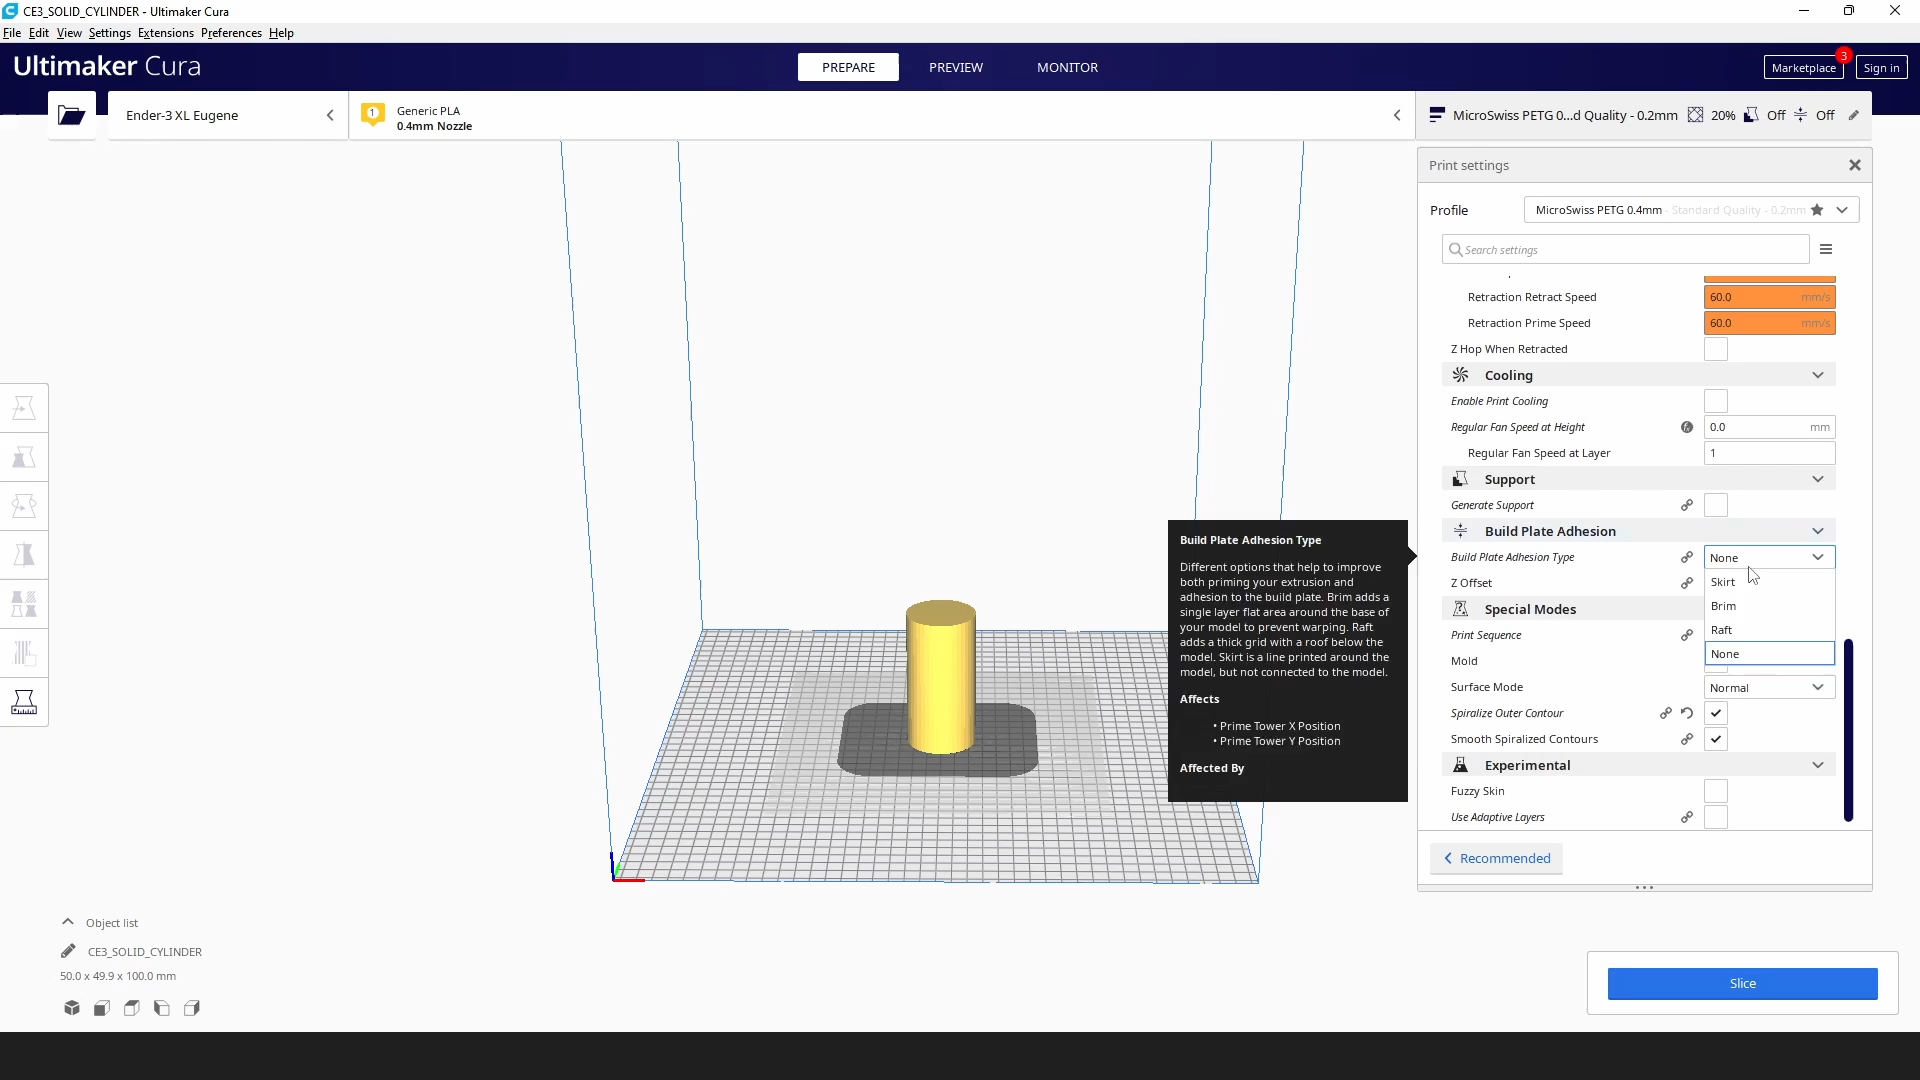 CE3_SOLID_CYLINDER - Ultimaker Cura
File Edit View Settings Extensions Preferences Help
Ultimaker Cura
PREPARE
PREVIEW
MONITOR
3
Marketplace
Sign in
Ender-3 XL Eugene
1
Generic PLA
0.4mm Nozzle
MicroSwiss PETG 0...d Quality - 0.2mm
20%
Off
Off
Print settings
Profile
MicroSwiss PETG 0.4mm - Standard Quality - 0.2mm
Search settings
Retraction Retract Speed
60.0 mm/s
Retraction Prime Speed
60.0 mm/s
Z Hop When Retracted
Cooling
Enable Print Cooling
Regular Fan Speed at Height
0.0 mm
Regular Fan Speed at Layer
1
Support
Generate Support
Build Plate Adhesion
Build Plate Adhesion Type
None
Skirt
Brim
Raft
None
Z Offset
Special Modes
Print Sequence
Mold
Surface Mode
Normal
Spiralize Outer Contour
Smooth Spiralized Contours
Experimental
Fuzzy Skin
Use Adaptive Layers
Recommended
Build Plate Adhesion Type
Different options that help to improve
both priming your extrusion and
adhesion to the build plate. Brim adds a
single layer flat area around the base of
your model to prevent warping. Raft
adds a thick grid with a roof below the
model. Skirt is a line printed around the
model, but not connected to the model.
Affects
• Prime Tower X Position
• Prime Tower Y Position
Affected By
Object list
CE3_SOLID_CYLINDER
50.0 x 49.9 x 100.0 mm
Slice